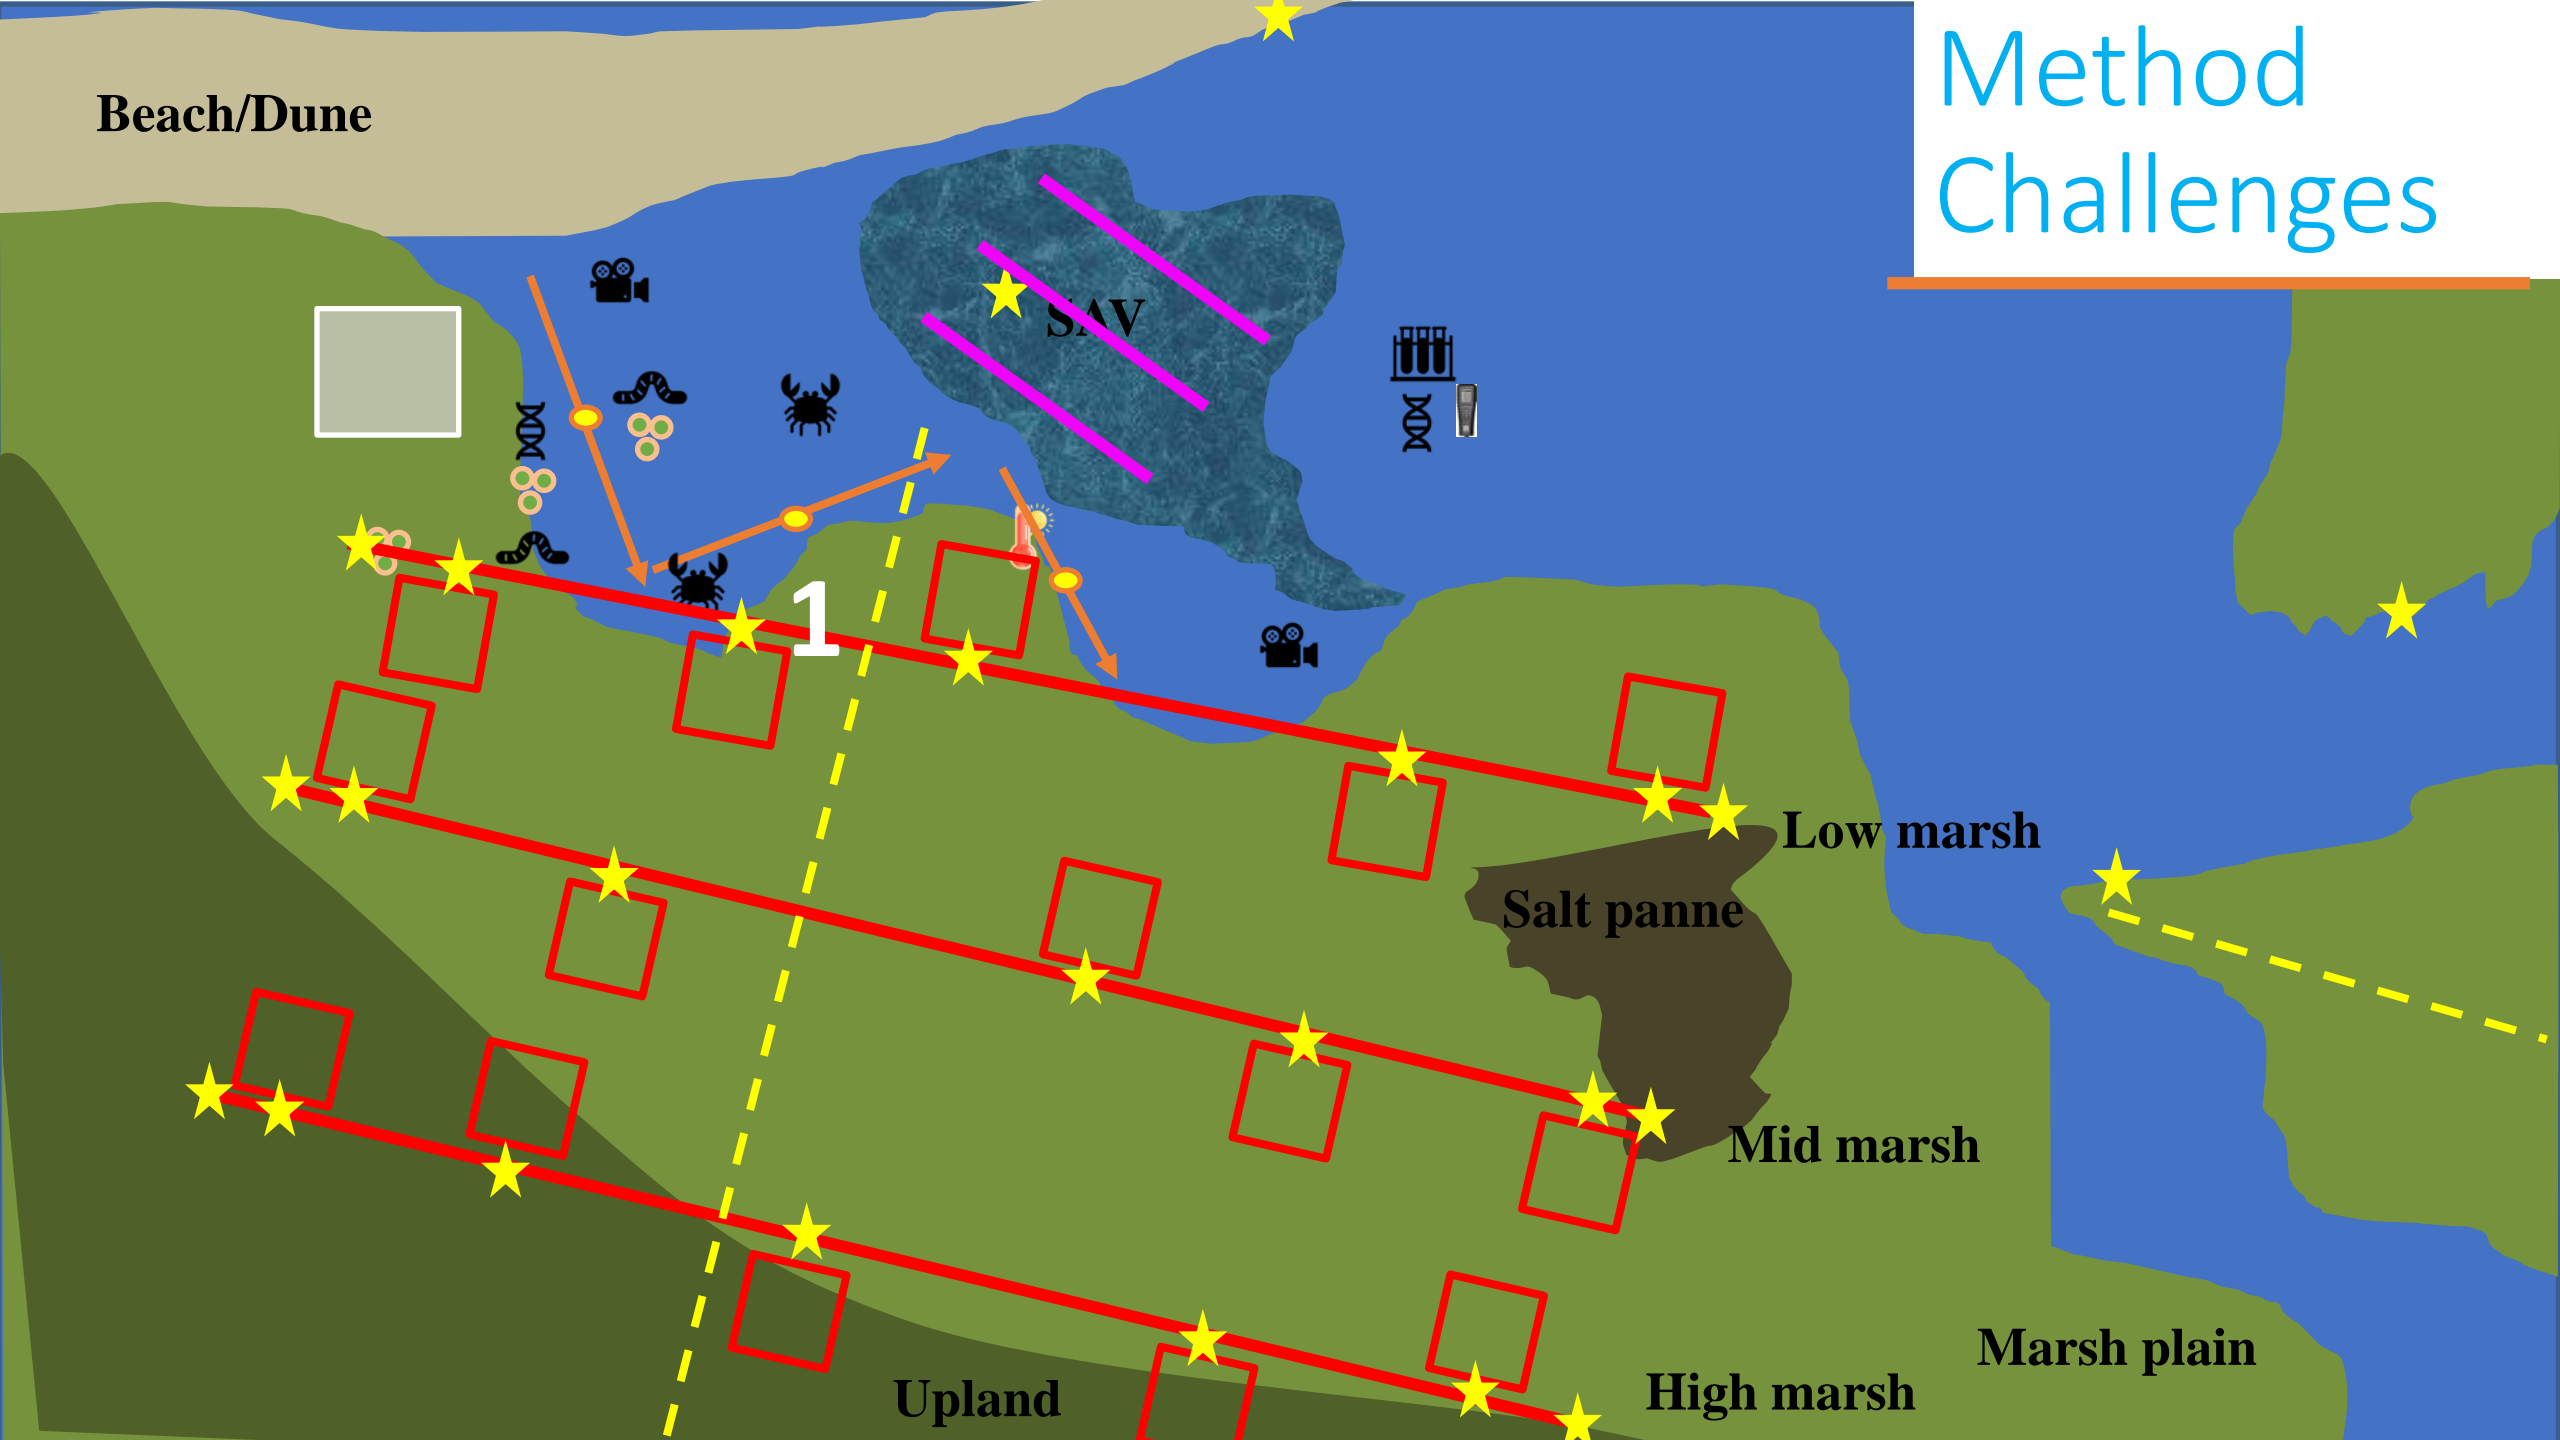 Method
Challenges
Beach/Dune
SAV
1
Low marsh
Salt panne
Mid marsh
Marsh plain
High marsh
Upland